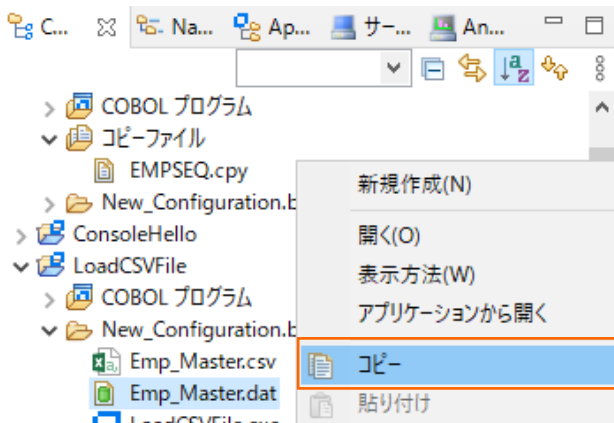 C... Na... Ap... サー... An...
COBOL プログラム
コピーファイル
EMPSEQ.cpy
New_Configuration.b
ConsoleHello
LoadCSVFile
COBOL プログラム
New_Configuration.b
Emp_Master.csv
Emp_Master.dat
LoadCSVFile.exe
新規作成(N)
開く(O)
表示方法(W)
アプリケーションから開く
コピー
貼り付け